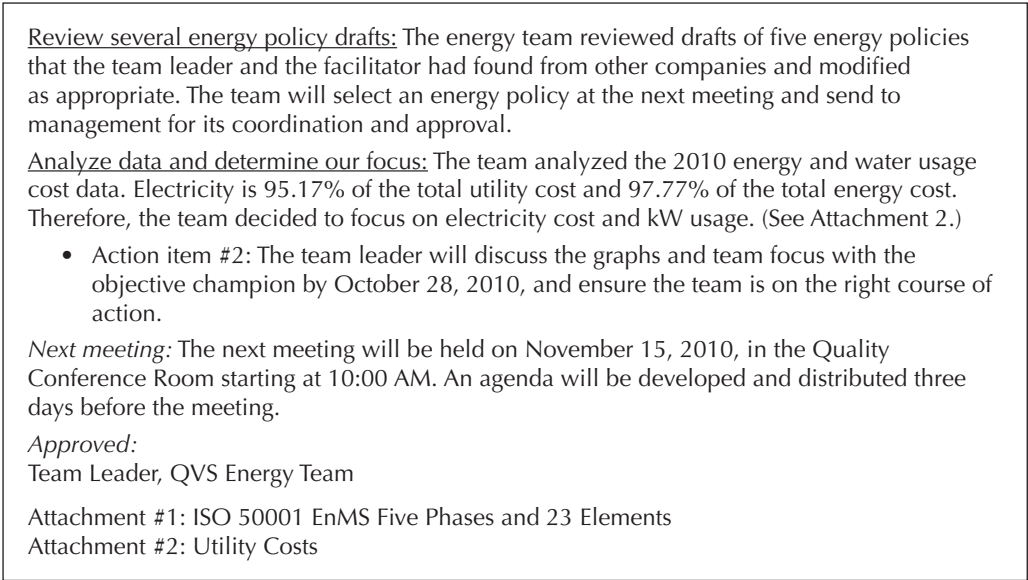 Review several energy policy drafts: The energy team reviewed drafts of five energy policies
that the team leader and the facilitator had found from other companies and modified
as appropriate. The team will select an energy policy at the next meeting and send to
management for its coordination and approval.
Analyze data and determine our focus: The team analyzed the 2010 energy and water usage
cost data. Electricity is 95.17% of the total utility cost and 97.77% of the total energy cost.
Therefore, the team decided to focus on electricity cost and kW usage. (See Attachment 2.)
• Action item #2: The team leader will discuss the graphs and team focus with the
objective champion by October 28, 2010, and ensure the team is on the right course of
action.
Next meeting: The next meeting will be held on November 15, 2010, in the Quality
Conference Room starting at 10:00 AM. An agenda will be developed and distributed three
days before the meeting.
Approved:
Team Leader, QVS Energy Team
Attachment #1: ISO 50001 EnMS Five Phases and 23 Elements
Attachment #2: Utility Costs